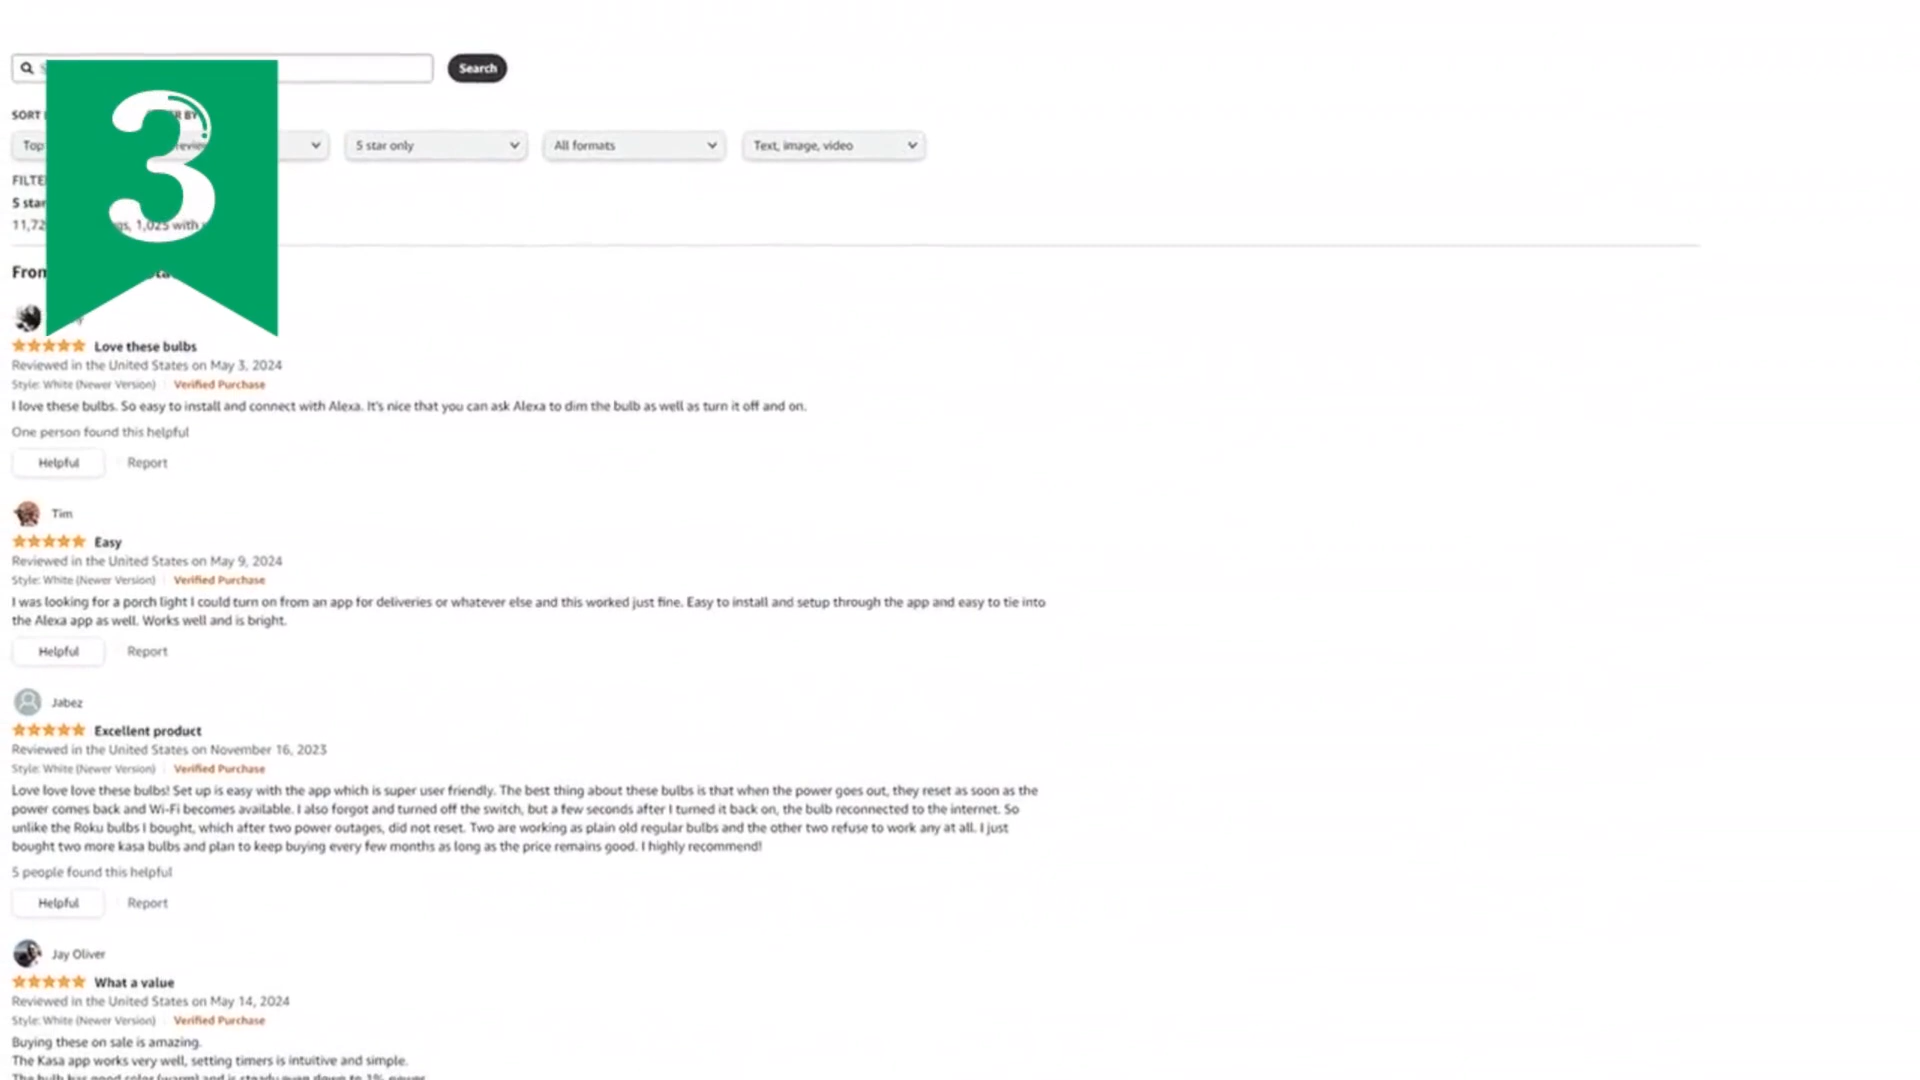 Search
SORT
R BY
Top
5 star only
All formats
Text, image, video
FILTE
5 star
11,72
1,025 with
From
3
Love these bulbs
Reviewed in the United States on May 3, 2024
Style: White (Newer Version) Verified Purchase
I love these bulbs. So easy to install and connect with Alexa. It's nice that you can ask Alexa to dim the bulb as well as turn it off and on.
One person found this helpful
Helpful Report
Tim
Easy
Reviewed in the United States on May 9, 2024
Style: White (Newer Version) Verified Purchase
I was looking for a porch light I could turn on from an app for deliveries or whatever else and this worked just fine. Easy to install and setup through the app and easy to tie into
the Alexa app as well. Works well and is bright.
Helpful Report
Jabez
Excellent product
Reviewed in the United States on November 16, 2023
Style: White (Newer Version) Verified Purchase
Love love love these bulbs! Set up is easy with the app which is super user friendly. The best thing about these bulbs is that when the power goes out, they reset as soon as the
power comes back and Wi-Fi becomes available. I also forgot and turned off the switch, but a few seconds after I turned it back on, the bulb reconnected to the internet. So
unlike the Roku bulbs I bought, which after two power outages, did not reset. Two are working as plain old regular bulbs and the other two refuse to work any at all. I just
bought two more kasa bulbs and plan to keep buying every few months as long as the price remains good. I highly recommend!
5 people found this helpful
Helpful Report
Jay Oliver
What a value
Reviewed in the United States on May 14, 2024
Style: White (Newer Version) Verified Purchase
Buying these on sale is amazing.
The Kasa app works very well, setting timers is intuitive and simple.
The bulb has good color (warm) and is steady even down to 1% power